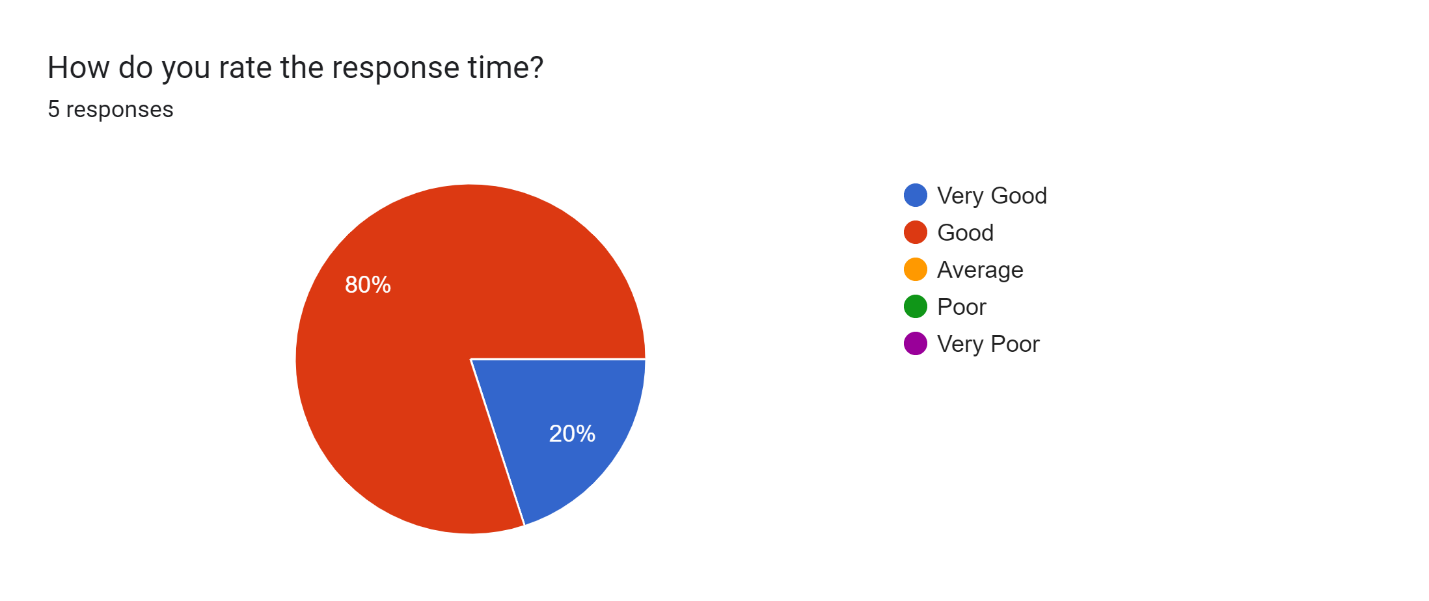 How do you rate the response time?
5 responses
80%
20%
Very Good
Good
Average
Poor
Very Poor